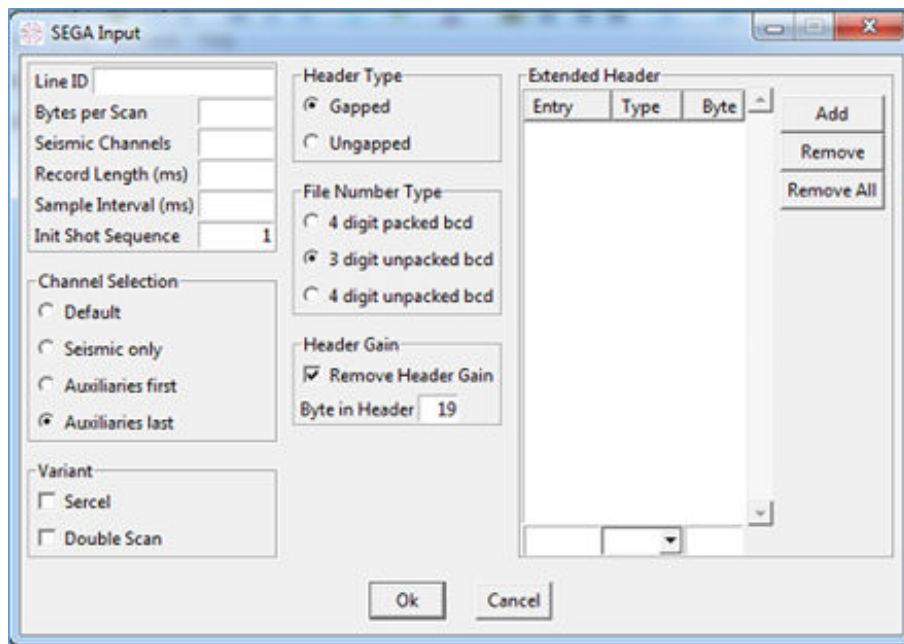 SEGA Input
Line ID
Bytes per Scan
Seismic Channels
Record Length (ms)
Sample Interval (ms)
Init Shot Sequence 1
Channel Selection
Default
Seismic only
Auxiliaries first
Auxiliaries last
Variant
Sercel
Double Scan
Header Type
Gapped
Ungapped
File Number Type
4 digit packed bcd
3 digit unpacked bcd
4 digit unpacked bcd
Header Gain
Remove Header Gain
Byte in Header 19
Extended Header
Entry Type Byte
Add
Remove
Remove All
Ok Cancel